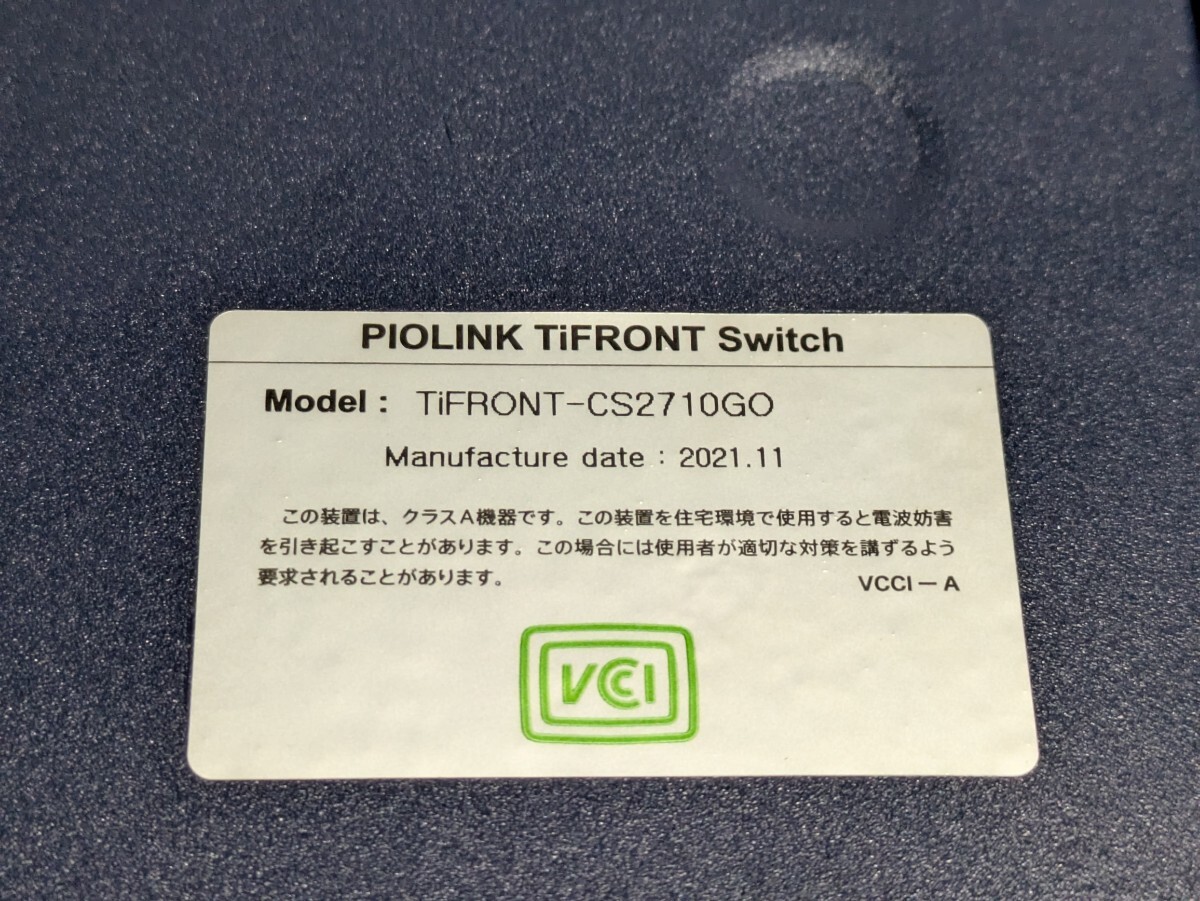 PIOLINK TiFRONT Switch
Model : TiFRONT-CS2710GO
Manufacture date : 2021.11
この装置は、クラスA機器です。この装置を住宅環境で使用すると電波妨害
を引き起こすことがあります。この場合には使用者が適切な対策を講ずるよう
要求されることがあります。 VCCI－A
VCCI